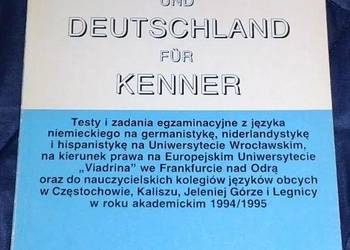 UND
DEUTSCHLAND
FÜR
KENNER
Testy i zadania egzaminacyjne z języka
niemieckiego na germanistykę, niderlandystykę
i hispanistykę na Uniwersytecie Wrocławskim,
na kierunek prawa na Europejskim Uniwersytecie
„Viadrina" we Frankfurcie nad Odrą
oraz do nauczycielskich kolegiów języków obcych
w Częstochowie, Kaliszu, Jeleniej Górze i Legnicy
w roku akademickim 1994/1995